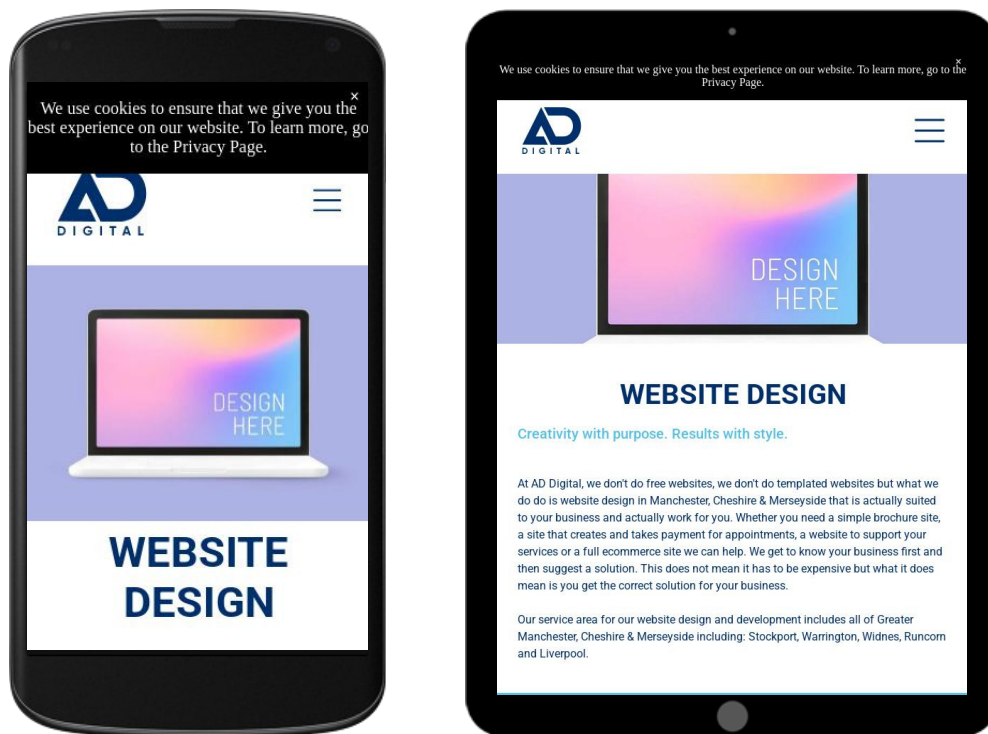 ×
We use cookies to ensure that we give you the
best experience on our website. To learn more, go
to the Privacy Page.
AD
DIGITAL
DESIGN
HERE
WEBSITE
DESIGN
×
We use cookies to ensure that we give you the best experience on our website. To learn more, go to the
Privacy Page.
AD
DIGITAL
DESIGN
HERE
WEBSITE DESIGN
Creativity with purpose. Results with style.
At AD Digital, we don't do free websites, we don't do templated websites but what we
do do is website design in Manchester, Cheshire & Merseyside that is actually suited
to your business and actually work for you. Whether you need a simple brochure site,
a site that creates and takes payment for appointments, a website to support your
services or a full ecommerce site we can help. We get to know your business first and
then suggest a solution. This does not mean it has to be expensive but what it does
mean is you get the correct solution for your business.
Our service area for our website design and development includes all of Greater
Manchester, Cheshire & Merseyside including: Stockport, Warrington, Widnes, Runcorn
and Liverpool.